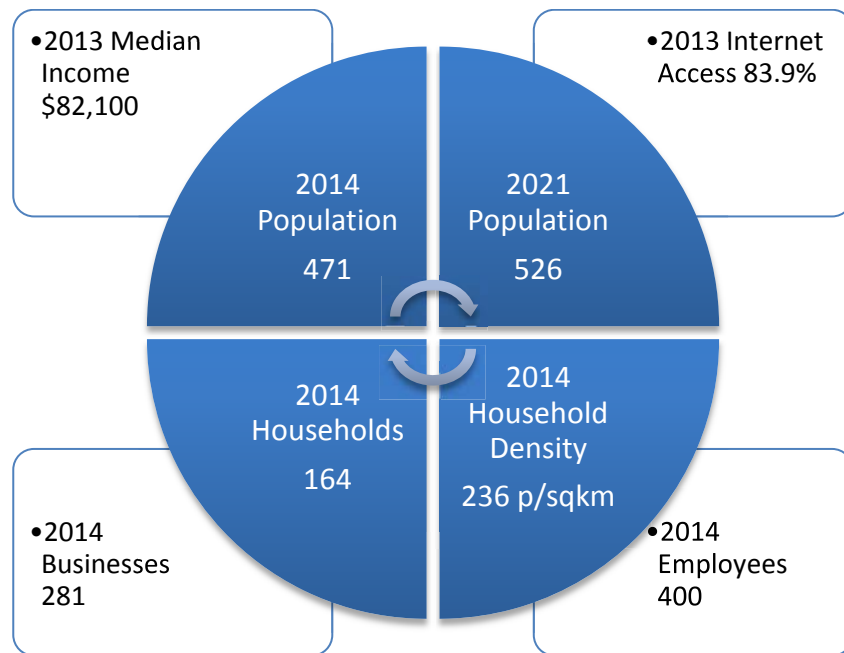 •2013 Median
Income
$82,100
•2013 Internet
Access 83.9%
2014
Population
471
2021
Population
526
2014
Households
164
2014
Household
Density
236 p/sqkm
•2014
Businesses
281
•2014
Employees
400